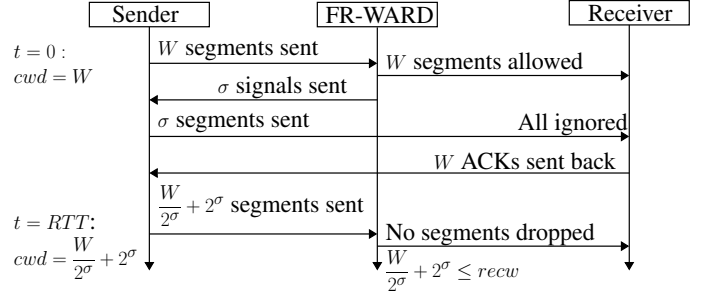 Sender FR-WARD Receiver
t = 0 :
cwd = W
W segments sent
W segments allowed
σ signals sent
σ segments sent
All ignored
W ACKs sent back
W/2^σ + 2^σ segments sent
t = RTT:
cwd = W/2^σ + 2^σ
No segments dropped
W/2^σ + 2^σ ≤ recw